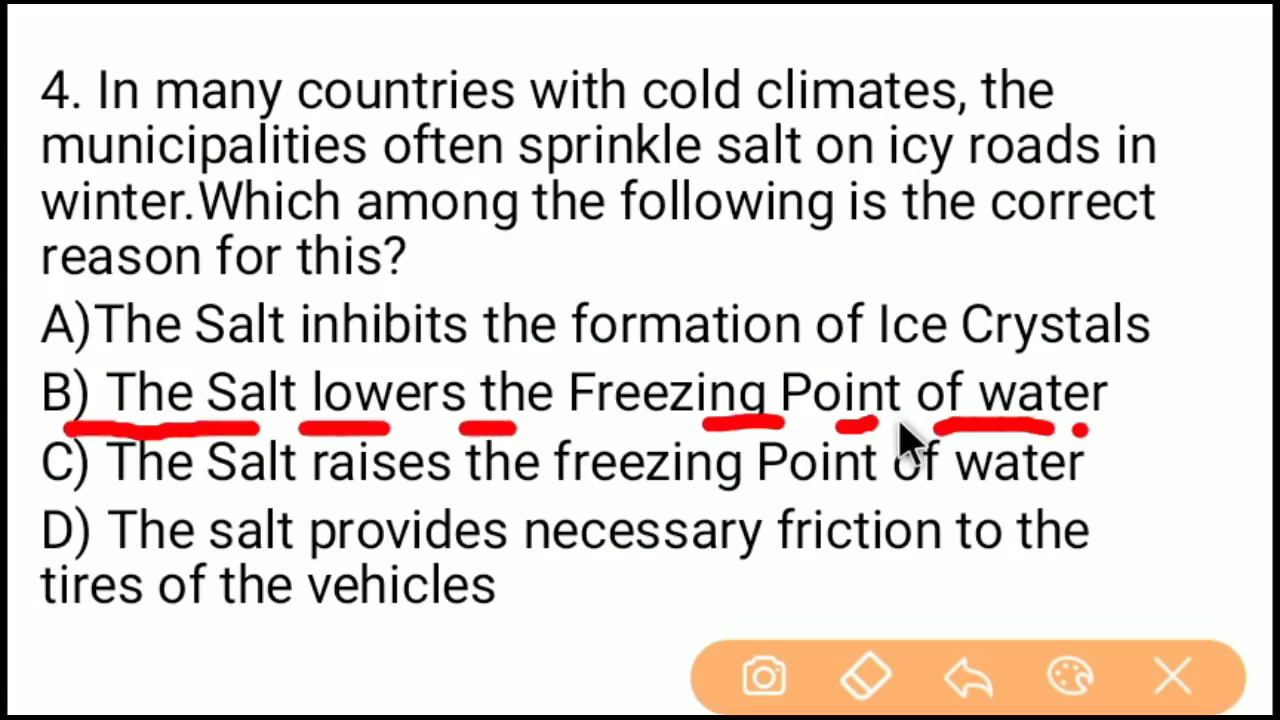 4. In many countries with cold climates, the
municipalities often sprinkle salt on icy roads in
winter.Which among the following is the correct
reason for this?
A)The Salt inhibits the formation of Ice Crystals
B) The Salt lowers the Freezing Point of water
C) The Salt raises the freezing Point of water
D) The salt provides necessary friction to the
tires of the vehicles